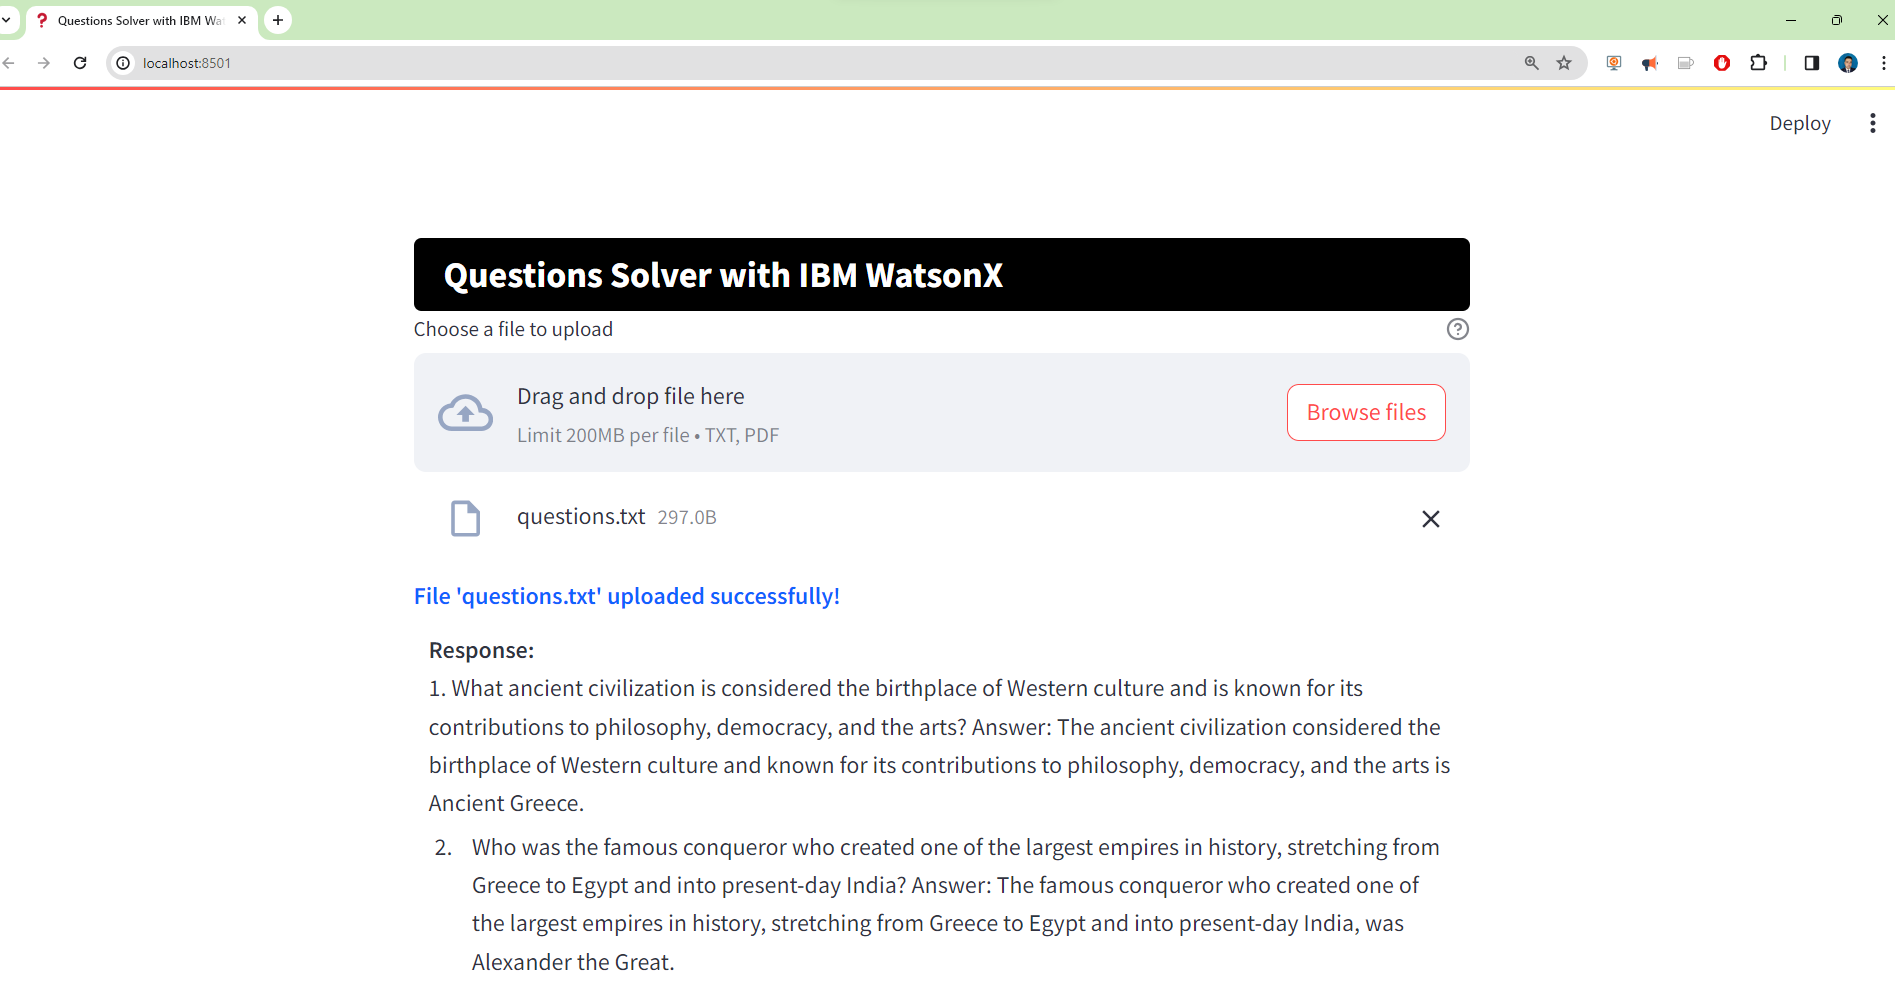 Questions Solver with IBM Wat
localhost:8501
Deploy
Questions Solver with IBM WatsonX
Choose a file to upload
Drag and drop file here
Limit 200MB per file • TXT, PDF
Browse files
questions.txt 297.0B
File 'questions.txt' uploaded successfully!
Response:
1. What ancient civilization is considered the birthplace of Western culture and is known for its
contributions to philosophy, democracy, and the arts? Answer: The ancient civilization considered the
birthplace of Western culture and known for its contributions to philosophy, democracy, and the arts is
Ancient Greece.
2. Who was the famous conqueror who created one of the largest empires in history, stretching from
Greece to Egypt and into present-day India? Answer: The famous conqueror who created one of
the largest empires in history, stretching from Greece to Egypt and into present-day India, was
Alexander the Great.